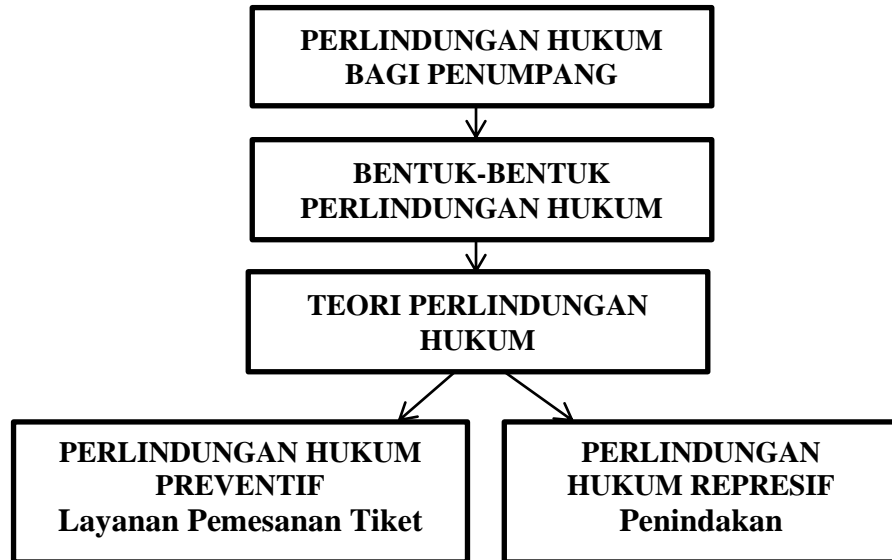 PERLINDUNGAN HUKUM
BAGI PENUMPANG
BENTUK-BENTUK
PERLINDUNGAN HUKUM
TEORI PERLINDUNGAN
HUKUM
PERLINDUNGAN HUKUM
PREVENTIF
Layanan Pemesanan Tiket
PERLINDUNGAN
HUKUM REPRESIF
Penindakan